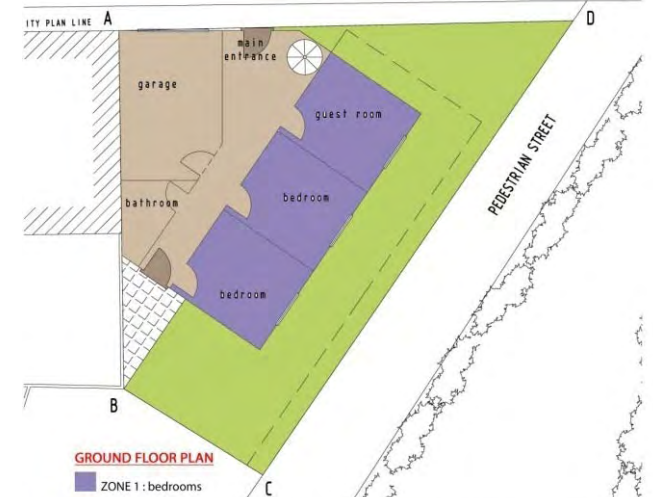 ITY PLAN LINE
A
D
main
entrance
garage
guest room
PEDESTRIAN STREET
bathroom
bedroom
bedroom
B
GROUND FLOOR PLAN
ZONE 1 : bedrooms
C